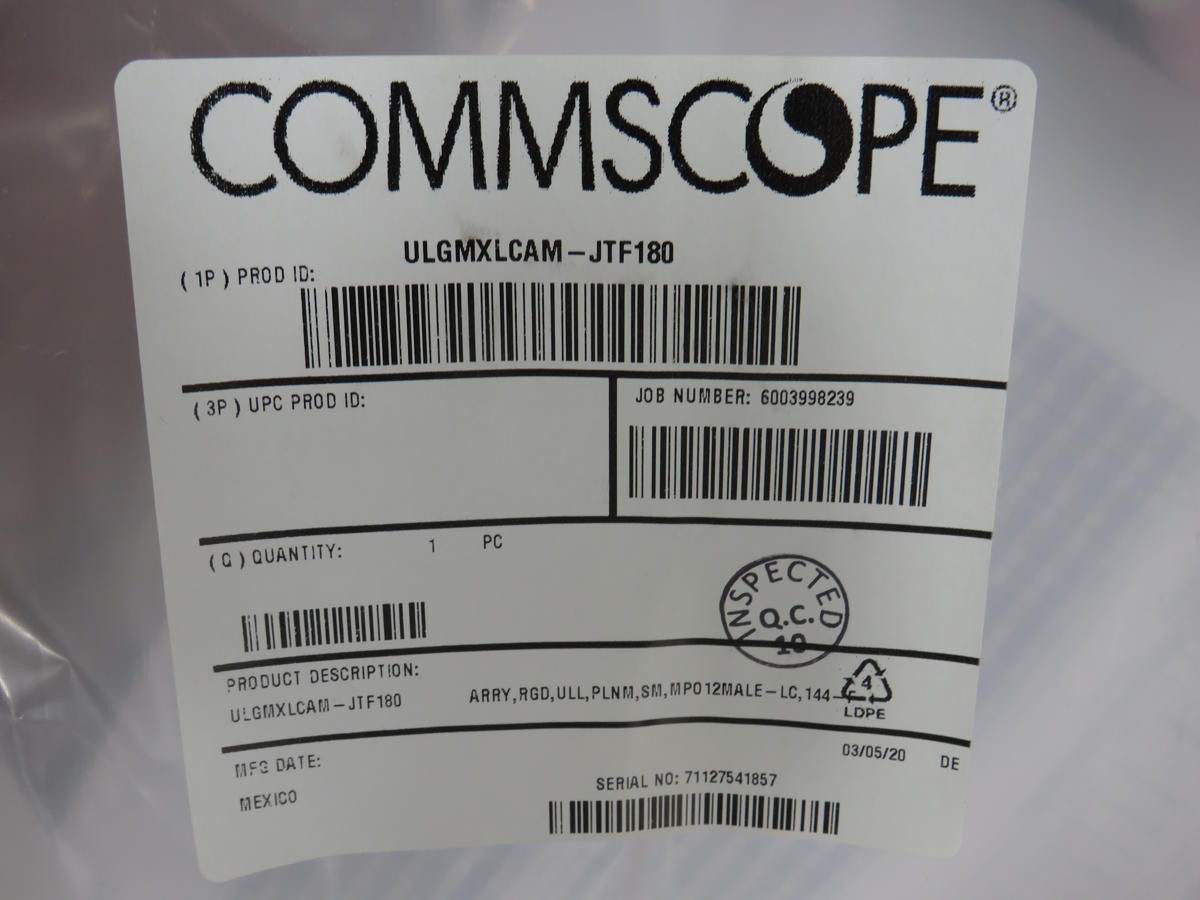 COMMSCOPE®
ULGMXLCAM-JTF180
(1P) PROD ID:
(3P) UPC PROD ID:
JOB NUMBER: 6003998239
(Q) QUANTITY: 1 PC
INSPECTED
Q.C.
10
PRODUCT DESCRIPTION:
ULGMXLCAM-JTF180 ARRY,RGD,ULL,PLNM,SM,MPO12MALE-LC,144-F
4
LDPE
03/05/20 DE
MFG DATE:
SERIAL NO: 71127541857
MEXICO